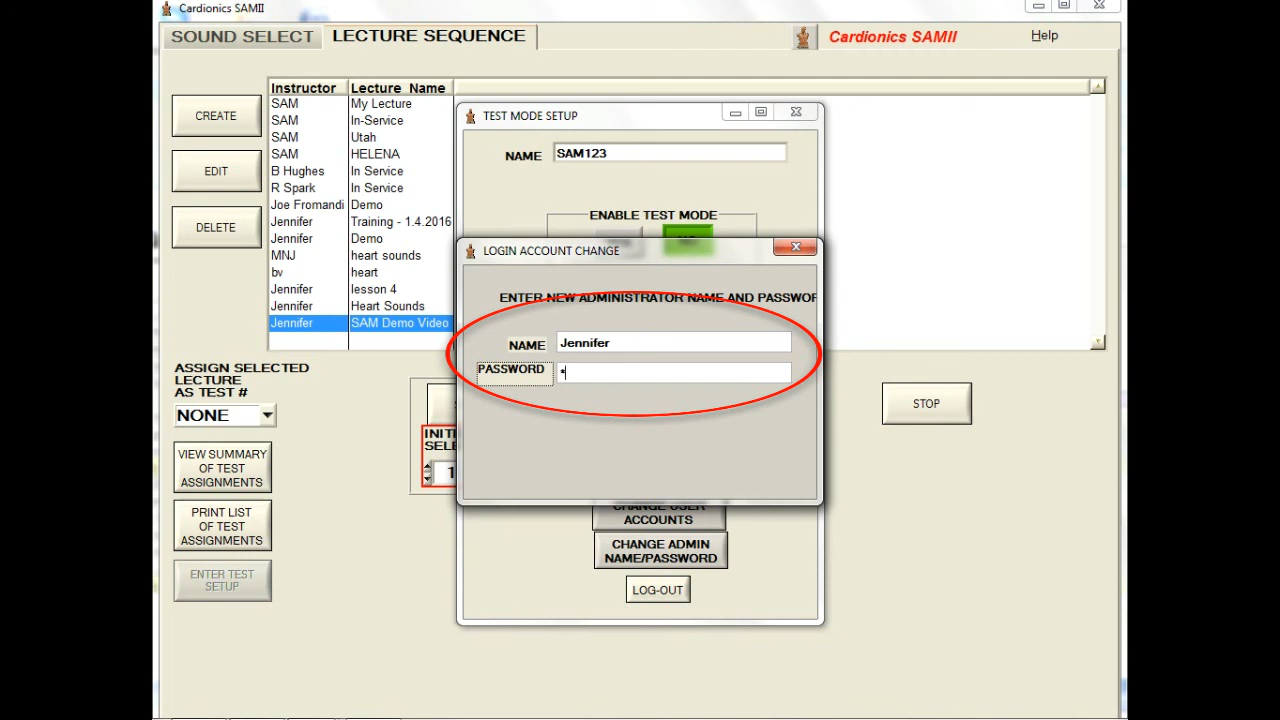 Cardionics SAMII
SOUND SELECT
LECTURE SEQUENCE
Cardionics SAMII
Help
Instructor Lecture Name
SAM My Lecture
SAM In-Service
SAM Utah
SAM HELENA
B Hughes In Service
R Spark In Service
Joe Fromandi Demo
Jennifer Training - 1.4.2016
Jennifer Demo
MNJ heart sounds
bv heart
Jennifer lesson 4
Jennifer Heart Sounds
Jennifer SAM Demo Video
CREATE
EDIT
DELETE
ASSIGN SELECTED
LECTURE
AS TEST #
NONE
VIEW SUMMARY
OF TEST
ASSIGNMENTS
PRINT LIST
OF TEST
ASSIGNMENTS
ENTER TEST
SETUP
INITI
SELE
1
TEST MODE SETUP
NAME SAM123
ENABLE TEST MODE
LOGIN ACCOUNT CHANGE
ENTER NEW ADMINISTRATOR NAME AND PASSWOR
NAME Jennifer
PASSWORD *
CHANGE USER
ACCOUNTS
CHANGE ADMIN
NAME/PASSWORD
LOG-OUT
STOP